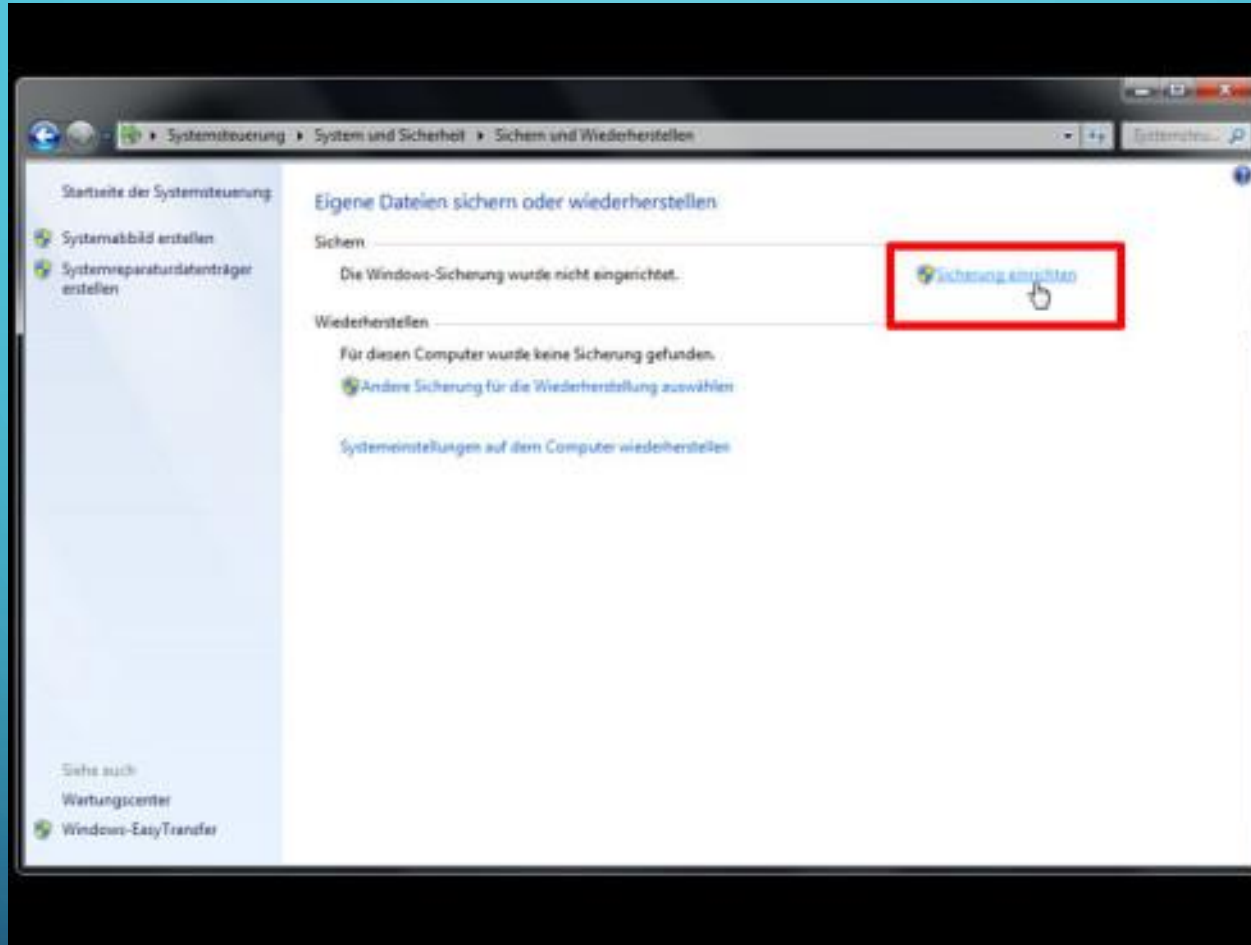 Systemsteuerung ▸ System und Sicherheit ▸ Sichern und Wiederherstellen
Systemsteu...
Startseite der Systemsteuerung
Systemabbild erstellen
Systemreparaturdatenträger
erstellen
Eigene Dateien sichern oder wiederherstellen
Sichern
Die Windows-Sicherung wurde nicht eingerichtet.
Sicherung einrichten
Wiederherstellen
Für diesen Computer wurde keine Sicherung gefunden.
Andere Sicherung für die Wiederherstellung auswählen
Systemeinstellungen auf dem Computer wiederherstellen
Siehe auch
Wartungscenter
Windows-EasyTransfer